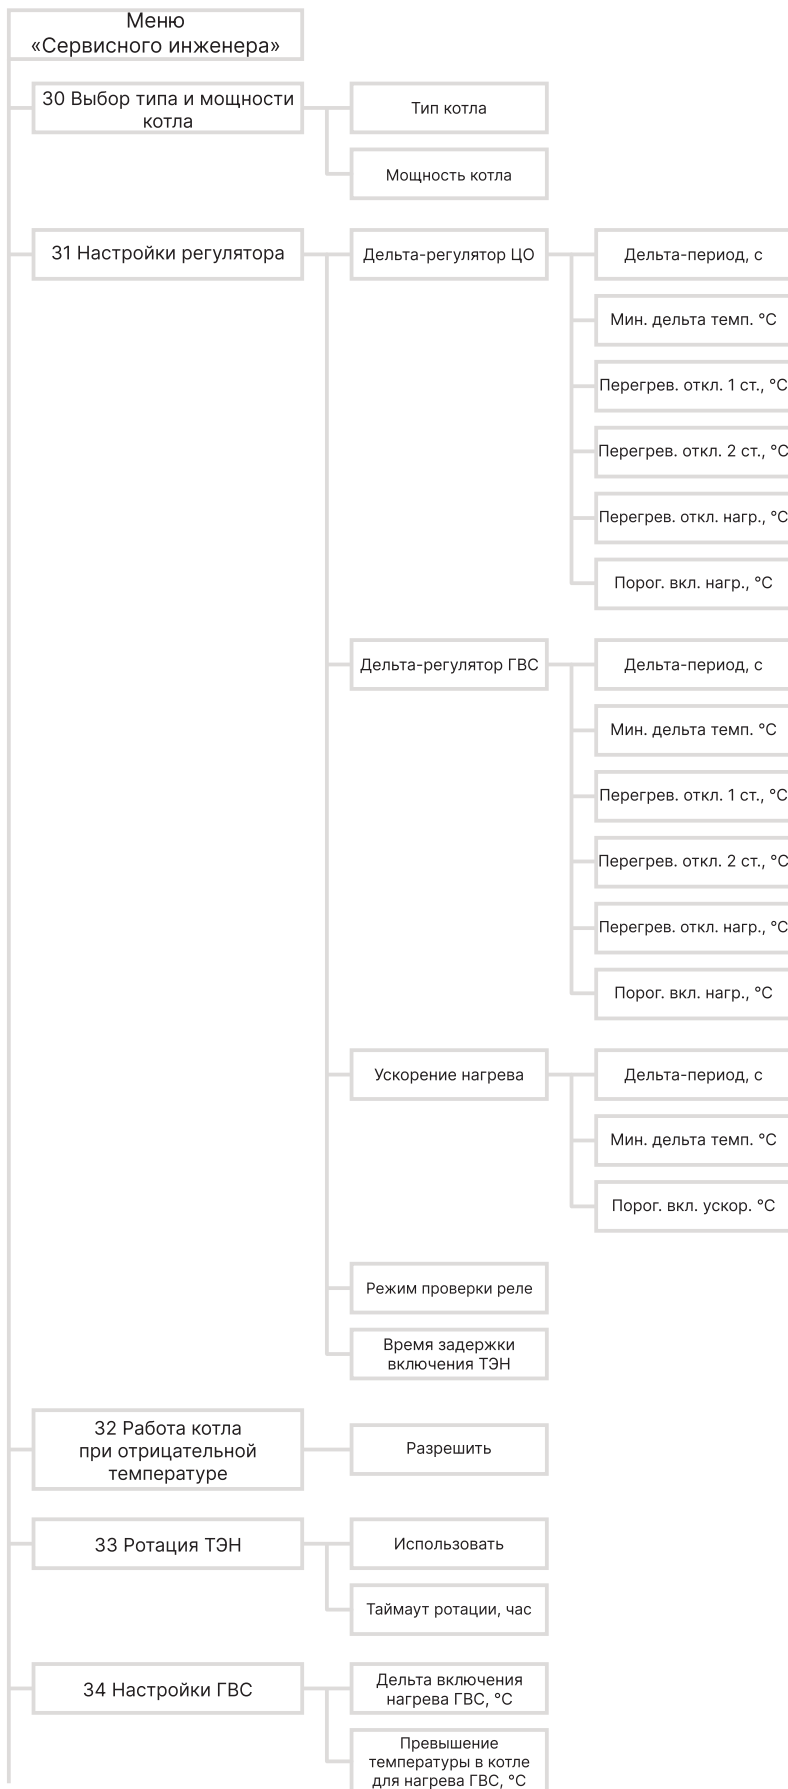 Меню
«Сервисного инженера»
30 Выбор типа и мощности
котла
Тип котла
Мощность котла
31 Настройки регулятора
Дельта-регулятор ЦО
Дельта-период, с
Мин. дельта темп. °C
Перегрев. откл. 1 ст., °C
Перегрев. откл. 2 ст., °C
Перегрев. откл. нагр., °C
Порог. вкл. нагр., °C
Дельта-регулятор ГВС
Дельта-период, с
Мин. дельта темп. °C
Перегрев. откл. 1 ст., °C
Перегрев. откл. 2 ст., °C
Перегрев. откл. нагр., °C
Порог. вкл. нагр., °C
Ускорение нагрева
Дельта-период, с
Мин. дельта темп. °C
Порог. вкл. ускор. °C
Режим проверки реле
Время задержки
включения ТЭН
32 Работа котла
при отрицательной
температуре
Разрешить
33 Ротация ТЭН
Использовать
Таймаут ротации, час
34 Настройки ГВС
Дельта включения
нагрева ГВС, °C
Превышение
температуры в котле
для нагрева ГВС, °C